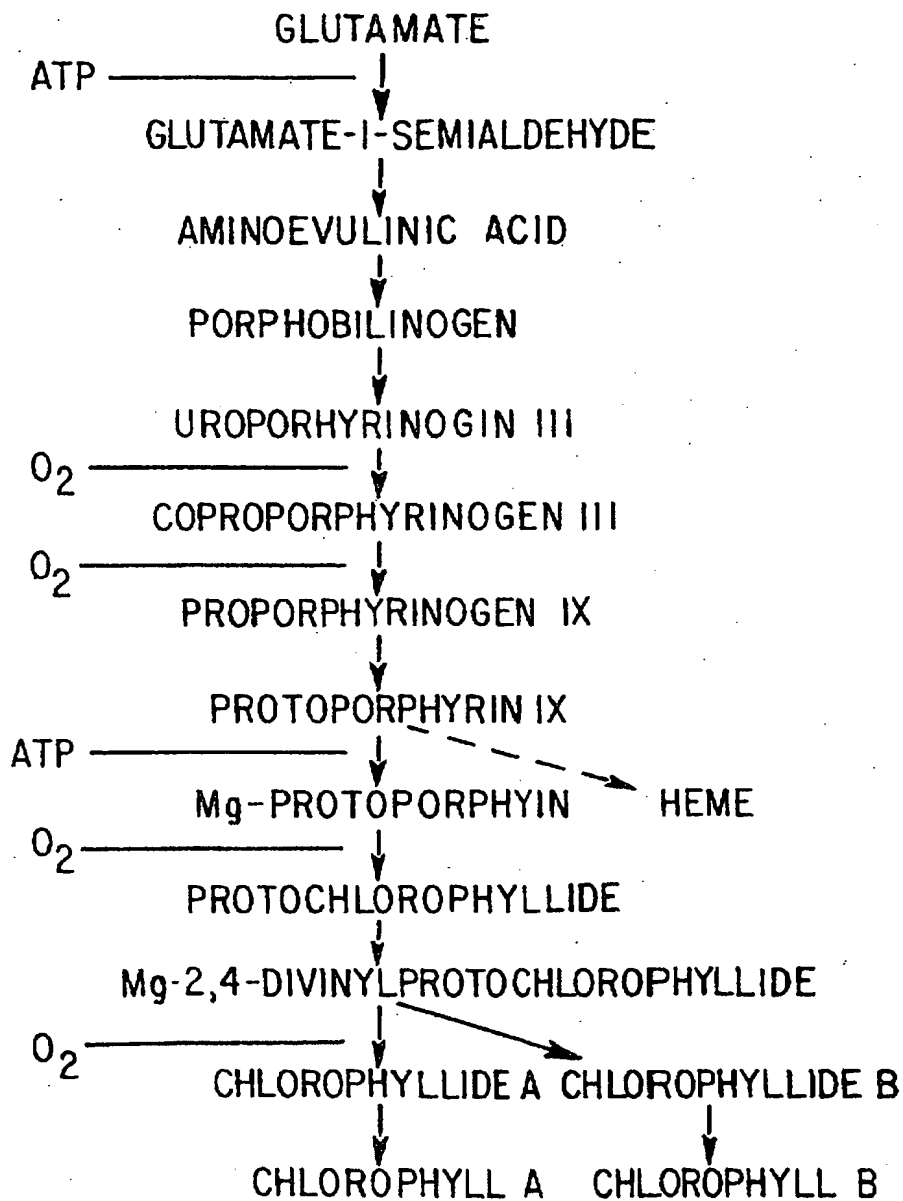 GLUTAMATE
ATP
GLUTAMATE-1-SEMIALDEHYDE
AMINOEVULINIC ACID
PORPHOBILINOGEN
UROPORHYRINOGIN III
O2
COPROPORPHYRINOGEN III
O2
PROPORPHYRINOGEN IX
PROTOPORPHYRIN IX
ATP
Mg-PROTOPORPHYIN HEME
O2
PROTOCHLOROPHYLLIDE
Mg-2,4-DIVINYLPROTOCHLOROPHYLLIDE
O2
CHLOROPHYLLIDE A CHLOROPHYLLIDE B
CHLOROPHYLL A CHLOROPHYLL B